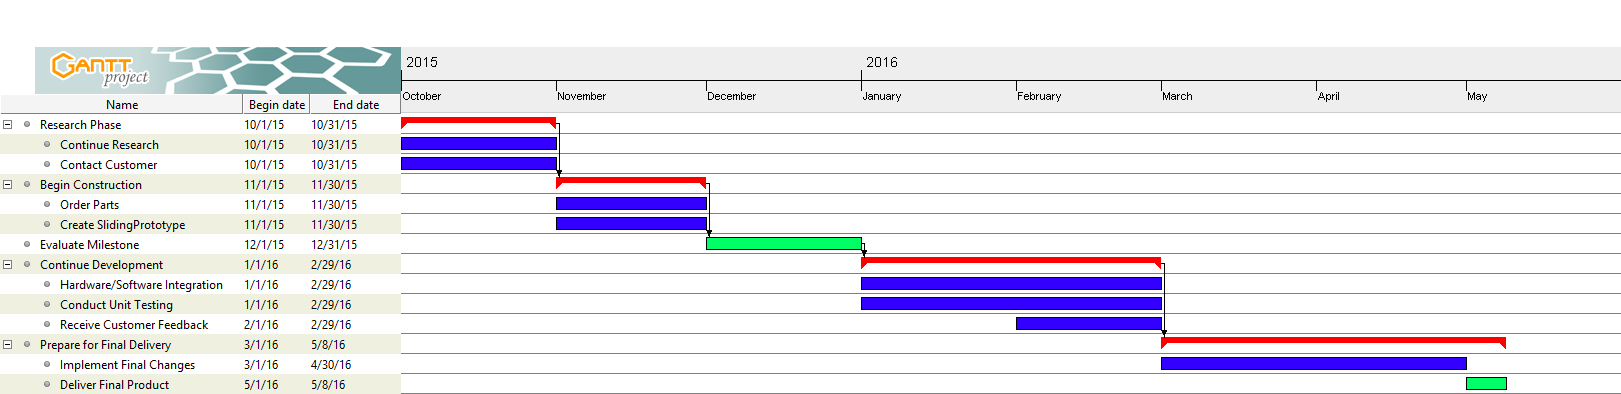 GANTT
project
2015 2016
October November December January February March April May
Name Begin date End date
Research Phase 10/1/15 10/31/15
Continue Research 10/1/15 10/31/15
Contact Customer 10/1/15 10/31/15
Begin Construction 11/1/15 11/30/15
Order Parts 11/1/15 11/30/15
Create SlidingPrototype 11/1/15 11/30/15
Evaluate Milestone 12/1/15 12/31/15
Continue Development 1/1/16 2/29/16
Hardware/Software Integration 1/1/16 2/29/16
Conduct Unit Testing 1/1/16 2/29/16
Receive Customer Feedback 2/1/16 2/29/16
Prepare for Final Delivery 3/1/16 5/8/16
Implement Final Changes 3/1/16 4/30/16
Deliver Final Product 5/1/16 5/8/16